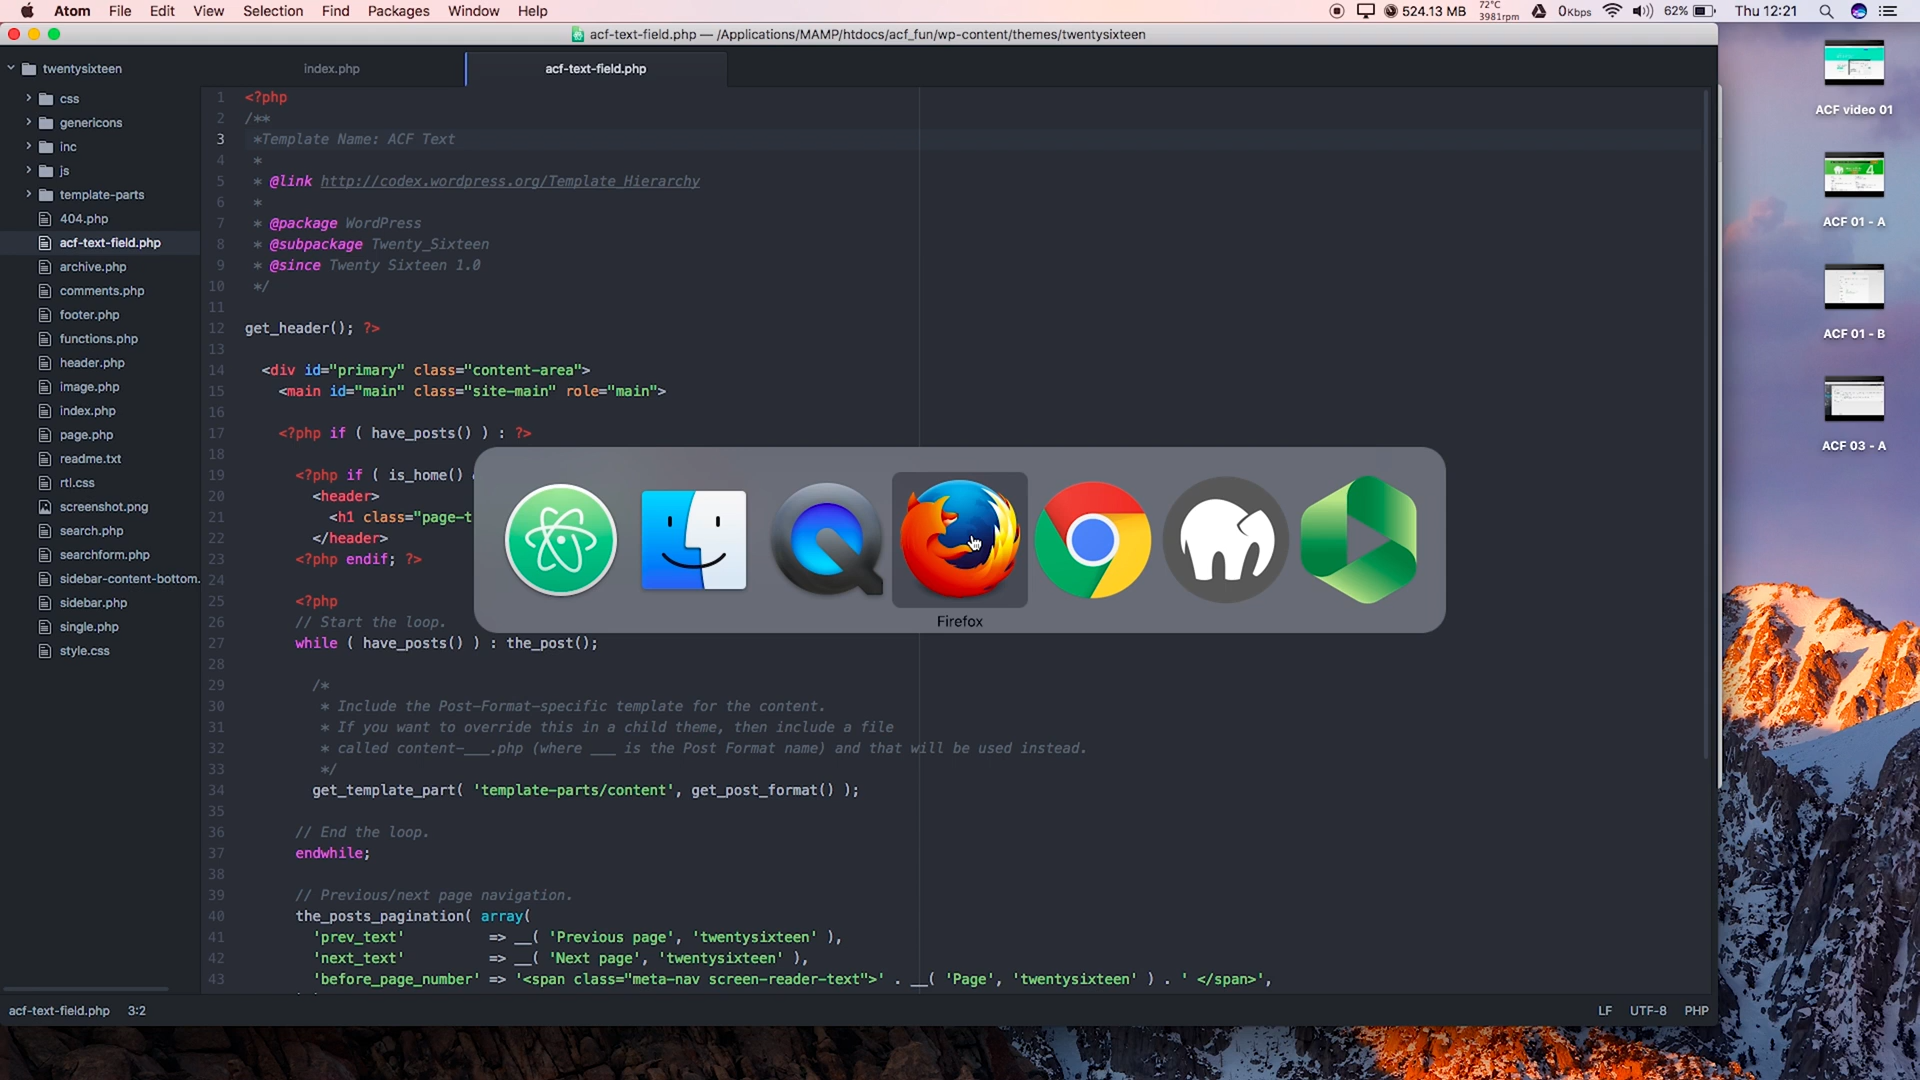 Atom File Edit View Selection Find Packages Window Help
524.13 MB 72°C 3981rpm 0Kbps 62% Thu 12:21
acf-text-field.php — /Applications/MAMP/htdocs/acf_fun/wp-content/themes/twentysixteen
twentysixteen
css
genericons
inc
js
template-parts
404.php
acf-text-field.php
archive.php
comments.php
footer.php
functions.php
header.php
image.php
index.php
page.php
readme.txt
rtl.css
screenshot.png
search.php
searchform.php
sidebar-content-bottom.
sidebar.php
single.php
style.css
index.php
acf-text-field.php
1 <?php
2 /**
3 *Template Name: ACF Text
4 *
5 * @link http://codex.wordpress.org/Template_Hierarchy
6 *
7 * @package WordPress
8 * @subpackage Twenty_Sixteen
9 * @since Twenty Sixteen 1.0
10 */
11
12 get_header(); ?>
13
14 <div id="primary" class="content-area">
15 <main id="main" class="site-main" role="main">
16
17 <?php if ( have_posts() ) : ?>
18
19 <?php if ( is_home()
20 <header>
21 <h1 class="page-t
22 </header>
23 <?php endif; ?>
24
25 <?php
26 // Start the loop.
27 while ( have_posts() ) : the_post();
28
29 /*
30 * Include the Post-Format-specific template for the content.
31 * If you want to override this in a child theme, then include a file
32 * called content-___.php (where ___ is the Post Format name) and that will be used instead.
33 */
34 get_template_part( 'template-parts/content', get_post_format() );
35
36 // End the loop.
37 endwhile;
38
39 // Previous/next page navigation.
40 the_posts_pagination( array(
41 'prev_text' => __( 'Previous page', 'twentysixteen' ),
42 'next_text' => __( 'Next page', 'twentysixteen' ),
43 'before_page_number' => '<span class="meta-nav screen-reader-text">' . __( 'Page', 'twentysixteen' ) . ' </span>',
Firefox
ACF video 01
ACF 01 - A
4
ACF 01 - B
ACF 03 - A
acf-text-field.php 3:2
LF UTF-8 PHP